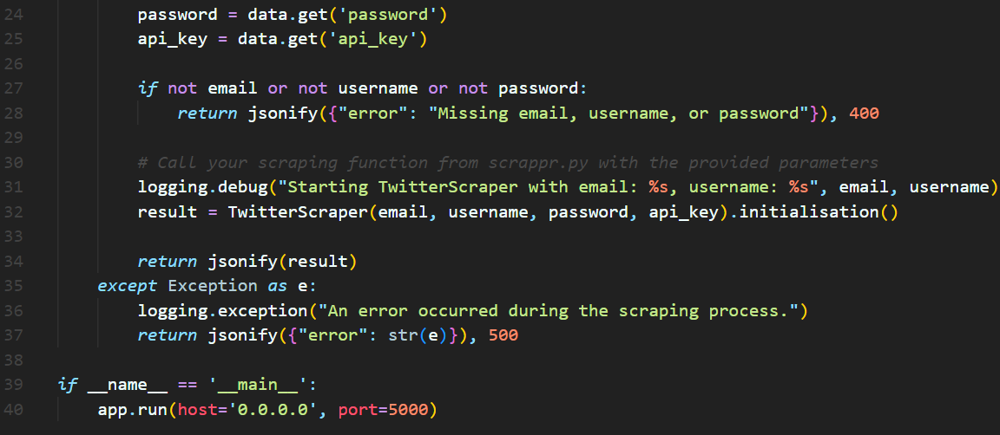 24 password = data.get('password')
25 api_key = data.get('api_key')
26
27 if not email or not username or not password:
28 return jsonify({"error": "Missing email, username, or password"}), 400
29
30 # Call your scraping function from scrappr.py with the provided parameters
31 logging.debug("Starting TwitterScraper with email: %s, username: %s", email, username)
32 result = TwitterScraper(email, username, password, api_key).initialisation()
33
34 return jsonify(result)
35 except Exception as e:
36 logging.exception("An error occurred during the scraping process.")
37 return jsonify({"error": str(e)}), 500
38
39 if __name__ == '__main__':
40 app.run(host='0.0.0.0', port=5000)